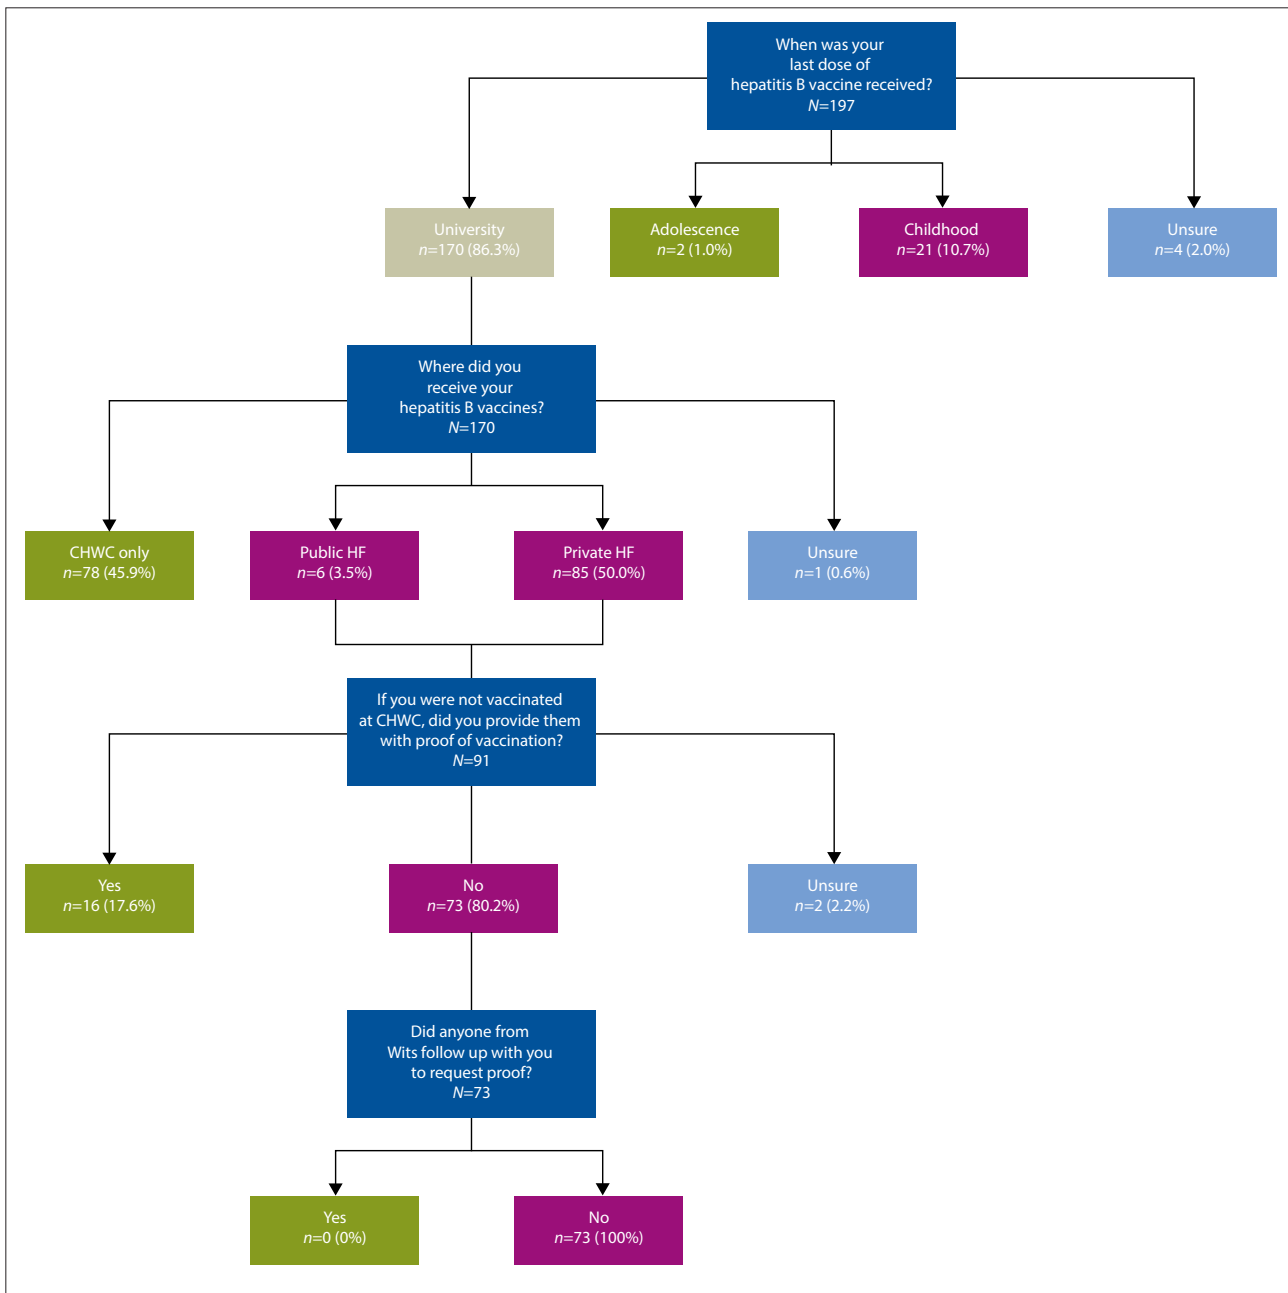 When was your
last dose of
hepatitis B vaccine received?
N=197
University
n=170 (86.3%)
Adolescence
n=2 (1.0%)
Childhood
n=21 (10.7%)
Unsure
n=4 (2.0%)
Where did you
receive your
hepatitis B vaccines?
N=170
CHWC only
n=78 (45.9%)
Public HF
n=6 (3.5%)
Private HF
n=85 (50.0%)
Unsure
n=1 (0.6%)
If you were not vaccinated
at CHWC, did you provide them
with proof of vaccination?
N=91
Yes
n=16 (17.6%)
No
n=73 (80.2%)
Unsure
n=2 (2.2%)
Did anyone from
Wits follow up with you
to request proof?
N=73
Yes
n=0 (0%)
No
n=73 (100%)